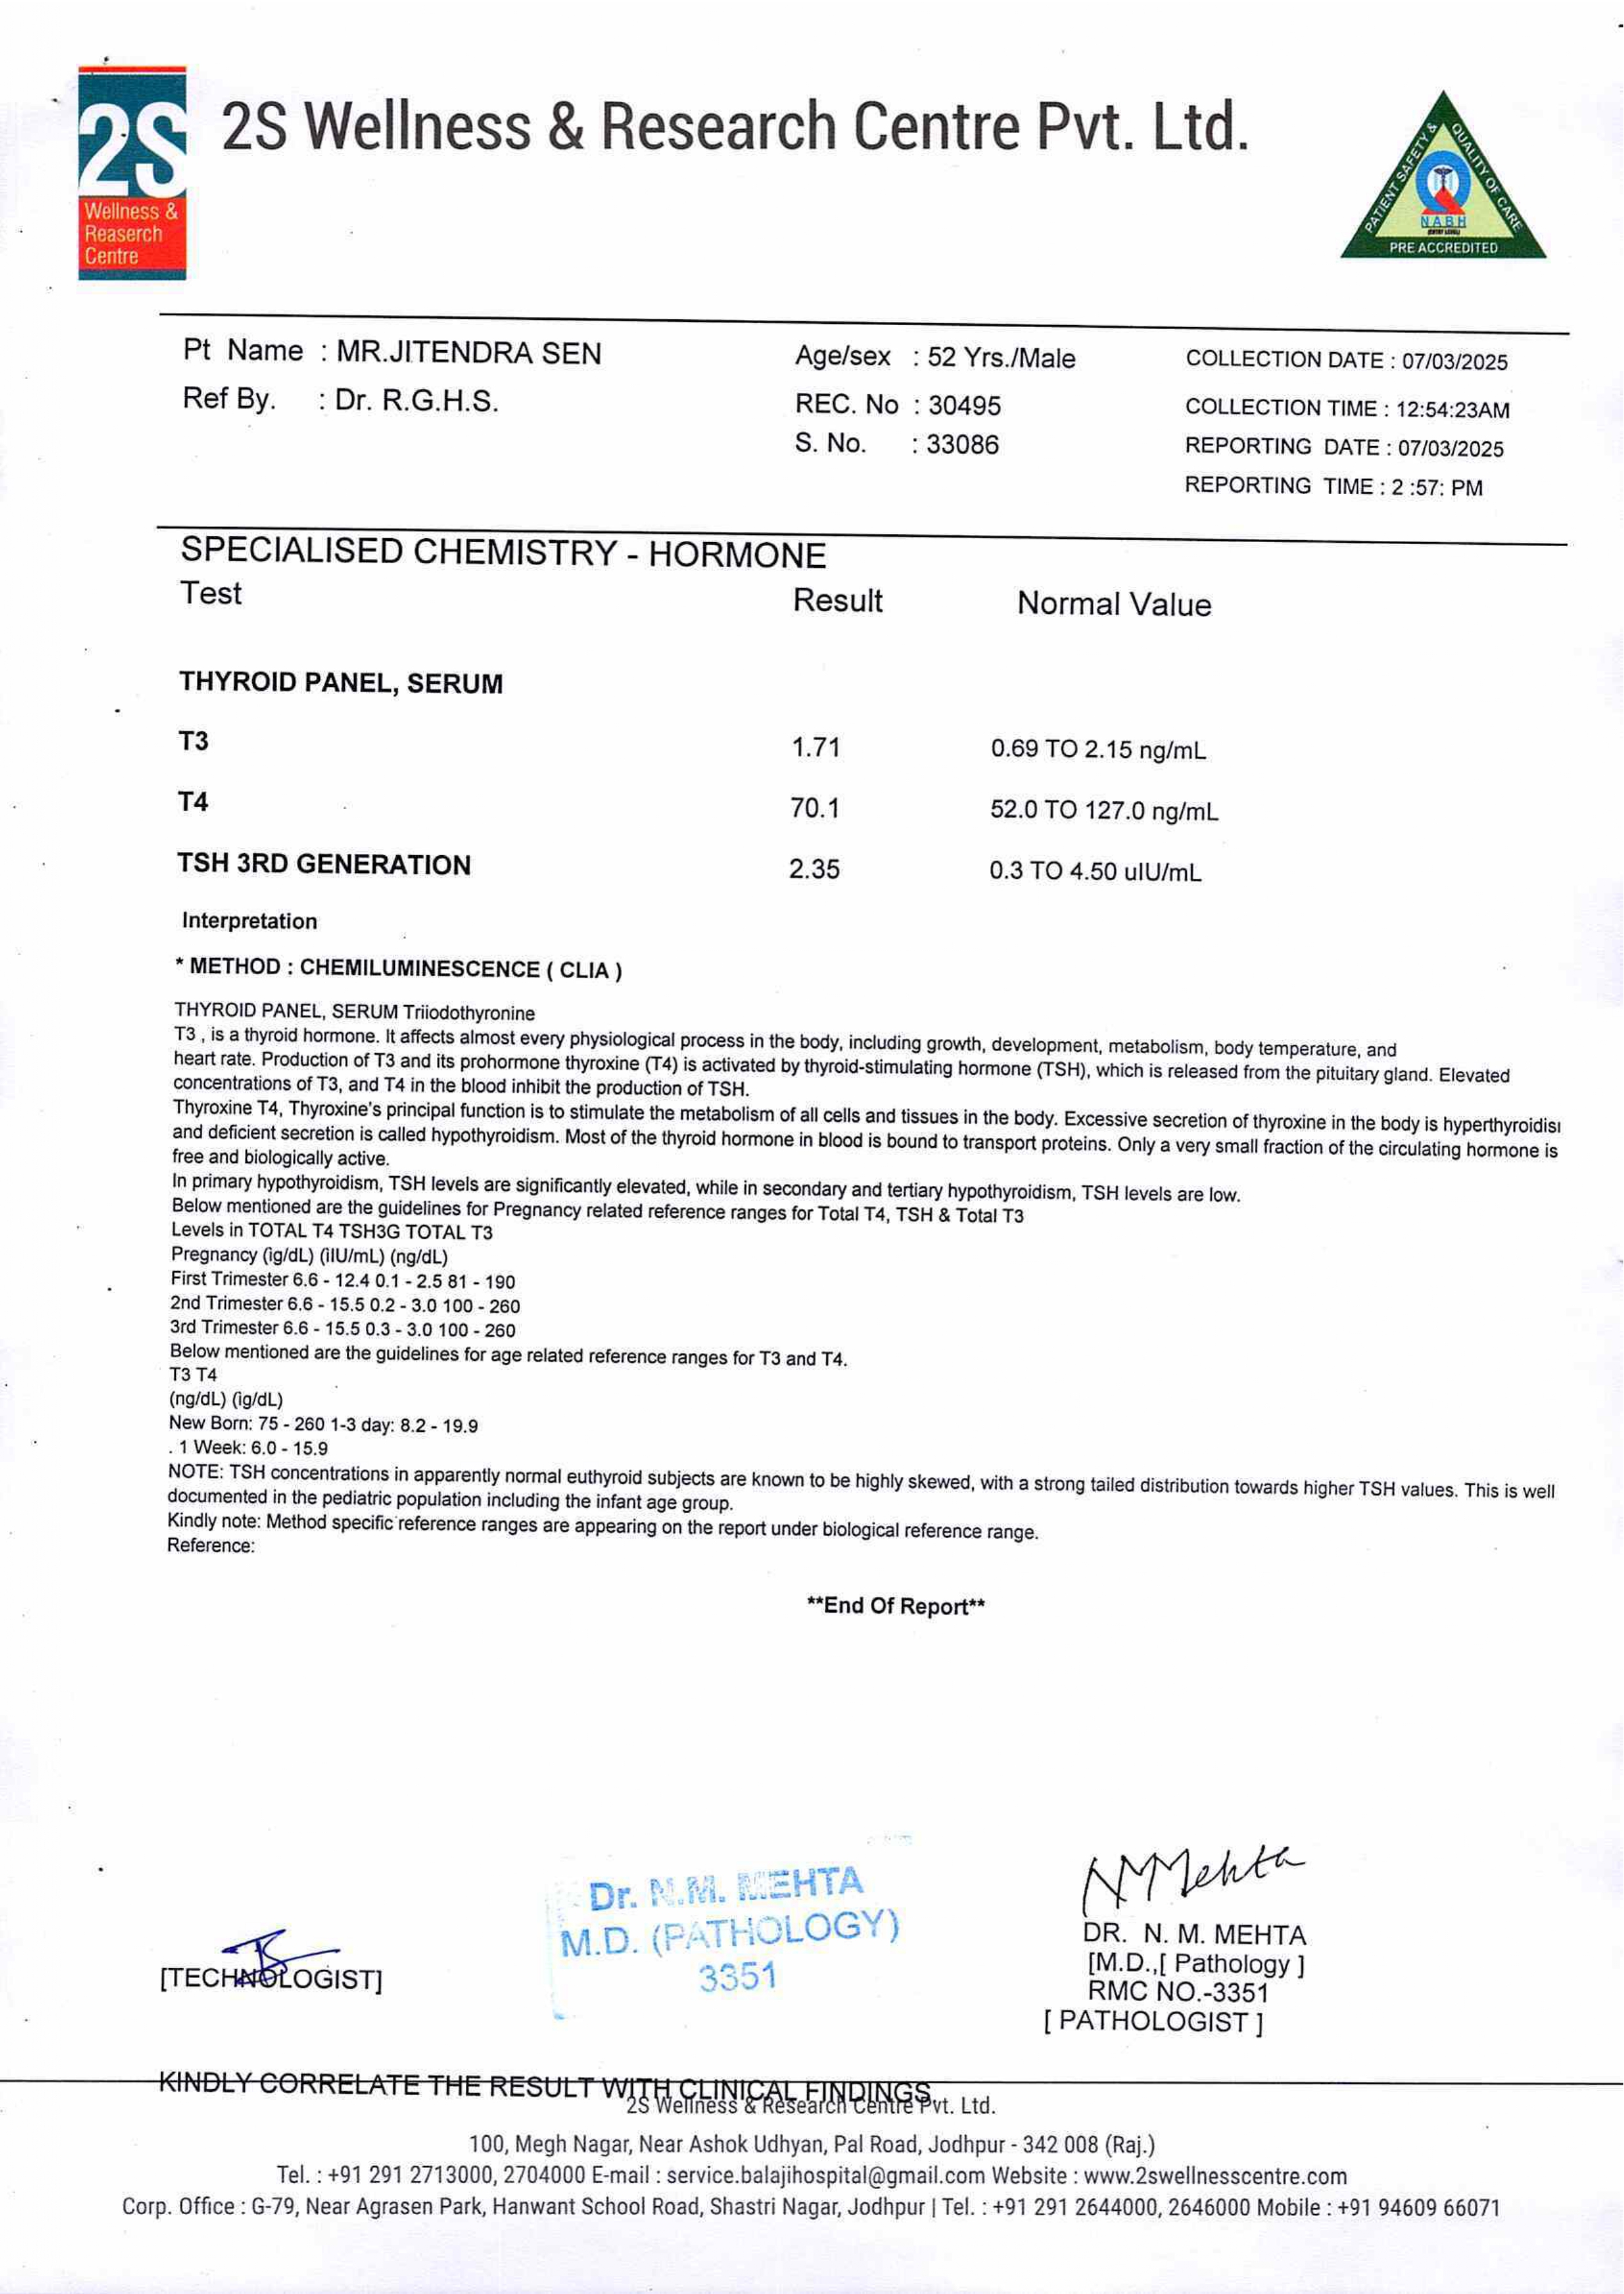 2S Wellness & Research Centre Pvt. Ltd.
2S
Wellness &
Reaserch
Centre
PATIENT SAFETY & QUALITY OF CARE
NABH
PRE ACCREDITED
Pt Name : MR.JITENDRA SEN Age/sex : 52 Yrs./Male COLLECTION DATE : 07/03/2025
Ref By. : Dr. R.G.H.S. REC. No : 30495 COLLECTION TIME : 12:54:23AM
S. No. : 33086 REPORTING DATE : 07/03/2025
REPORTING TIME : 2 :57: PM
SPECIALISED CHEMISTRY - HORMONE
Test Result Normal Value
THYROID PANEL, SERUM
T3 1.71 0.69 TO 2.15 ng/mL
T4 70.1 52.0 TO 127.0 ng/mL
TSH 3RD GENERATION 2.35 0.3 TO 4.50 uIU/mL
Interpretation
* METHOD : CHEMILUMINESCENCE ( CLIA )
THYROID PANEL, SERUM Triiodothyronine
T3 , is a thyroid hormone. It affects almost every physiological process in the body, including growth, development, metabolism, body temperature, and
heart rate. Production of T3 and its prohormone thyroxine (T4) is activated by thyroid-stimulating hormone (TSH), which is released from the pituitary gland. Elevated
concentrations of T3, and T4 in the blood inhibit the production of TSH.
Thyroxine T4, Thyroxine's principal function is to stimulate the metabolism of all cells and tissues in the body. Excessive secretion of thyroxine in the body is hyperthyroidisı
and deficient secretion is called hypothyroidism. Most of the thyroid hormone in blood is bound to transport proteins. Only a very small fraction of the circulating hormone is
free and biologically active.
In primary hypothyroidism, TSH levels are significantly elevated, while in secondary and tertiary hypothyroidism, TSH levels are low.
Below mentioned are the guidelines for Pregnancy related reference ranges for Total T4, TSH & Total T3
Levels in TOTAL T4 TSH3G TOTAL T3
Pregnancy (ìg/dL) (ìIU/mL) (ng/dL)
First Trimester 6.6 - 12.4 0.1 - 2.5 81 - 190
2nd Trimester 6.6 - 15.5 0.2 - 3.0 100 - 260
3rd Trimester 6.6 - 15.5 0.3 - 3.0 100 - 260
Below mentioned are the guidelines for age related reference ranges for T3 and T4.
T3 T4
(ng/dL) (ìg/dL)
New Born: 75 - 260 1-3 day: 8.2 - 19.9
. 1 Week: 6.0 - 15.9
NOTE: TSH concentrations in apparently normal euthyroid subjects are known to be highly skewed, with a strong tailed distribution towards higher TSH values. This is well
documented in the pediatric population including the infant age group.
Kindly note: Method specific reference ranges are appearing on the report under biological reference range.
Reference:
**End Of Report**
Dr. N.M. MEHTA
M.D. (PATHOLOGY)
3351
NMMehta
[TECHNOLOGIST]
DR. N. M. MEHTA
[M.D.,[ Pathology ]
RMC NO.-3351
[ PATHOLOGIST ]
KINDLY CORRELATE THE RESULT WITH CLINICAL FINDINGS.
2S Wellness & Research Centre Pvt. Ltd.
100, Megh Nagar, Near Ashok Udhyan, Pal Road, Jodhpur - 342 008 (Raj.)
Tel. : +91 291 2713000, 2704000 E-mail : service.balajihospital@gmail.com Website : www.2swellnesscentre.com
Corp. Office : G-79, Near Agrasen Park, Hanwant School Road, Shastri Nagar, Jodhpur | Tel. : +91 291 2644000, 2646000 Mobile : +91 94609 66071